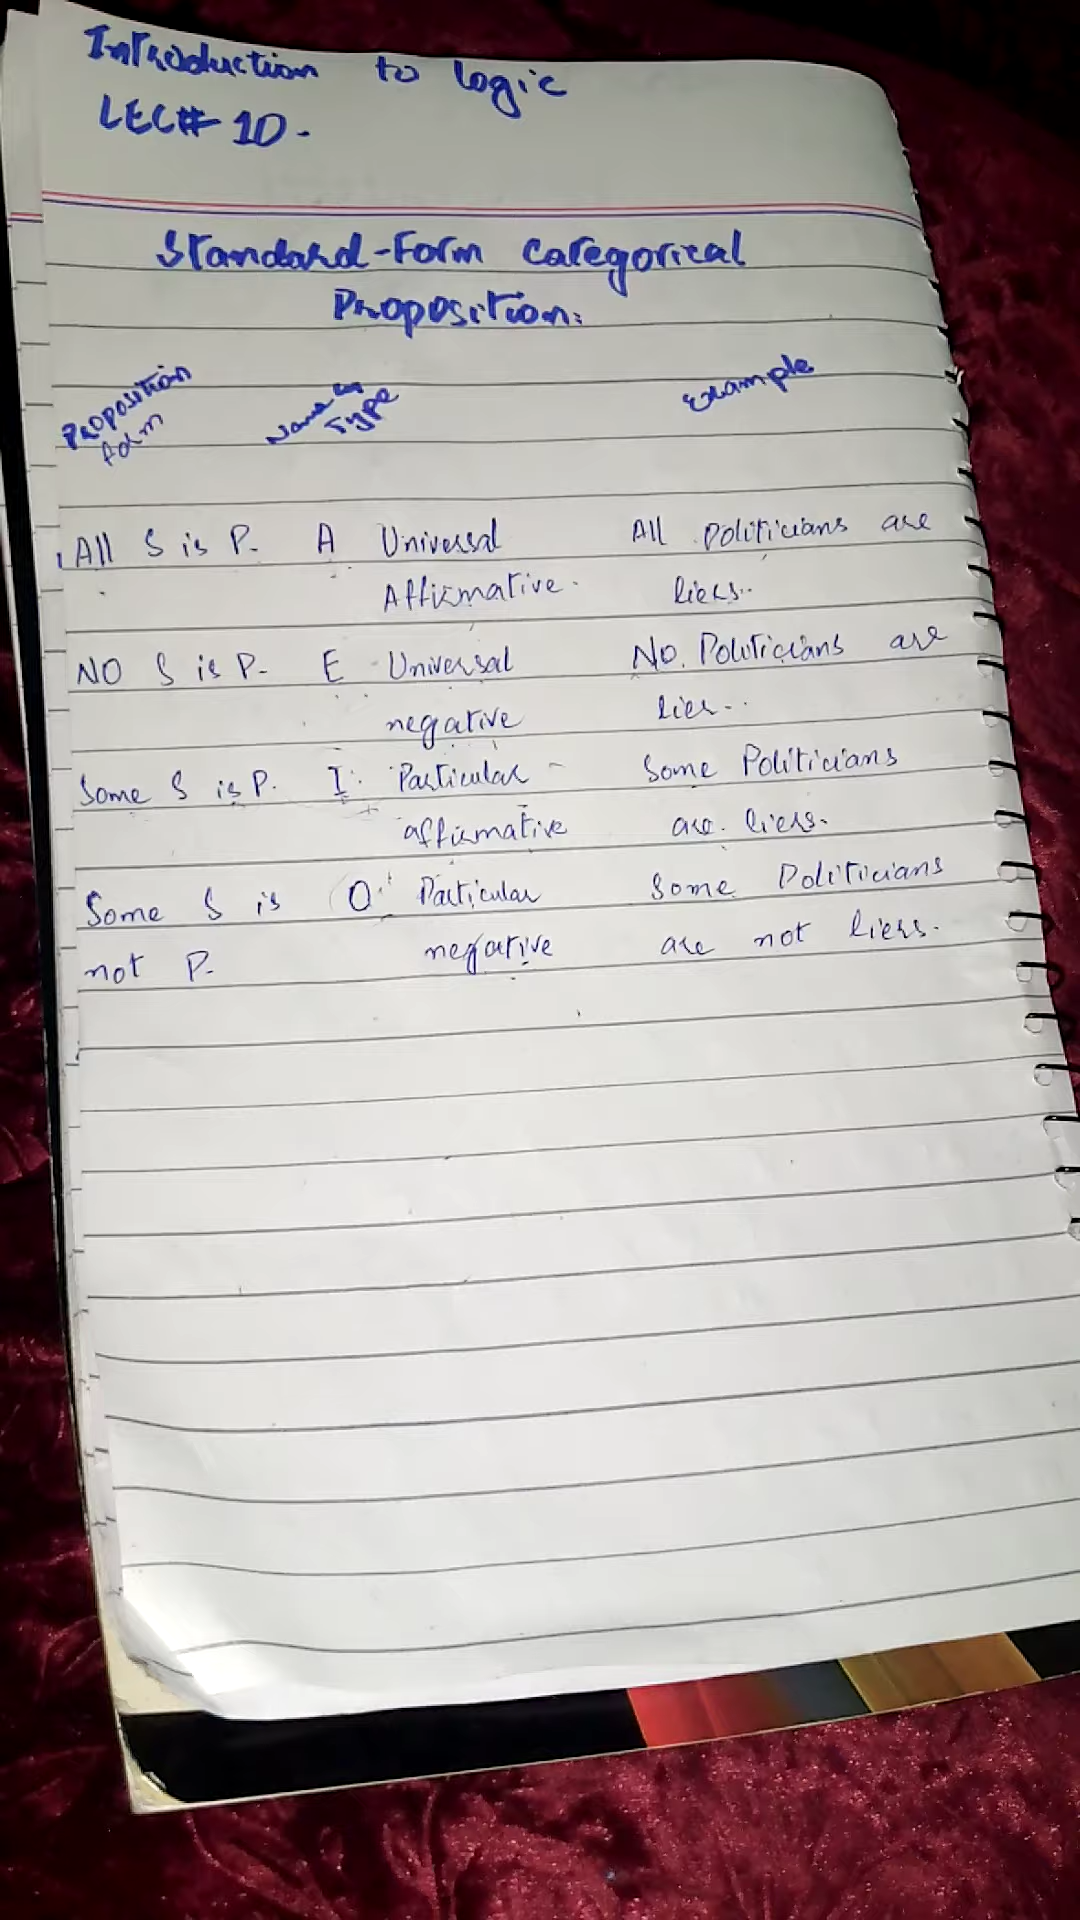 Introduction to logic
LEC# 10.
Standard-Form Categorical
Proposition:
Proposition Name & Example
form Type
All S is P. A Universal All Politicians are
Affirmative. liers..
NO S is P. E Universal No. Politicians are
negative lier..
Some S is P. I. Particular - Some Politicians
affirmative are liers.
Some S is O Particular Some Politicians
not P. negative are not liers.